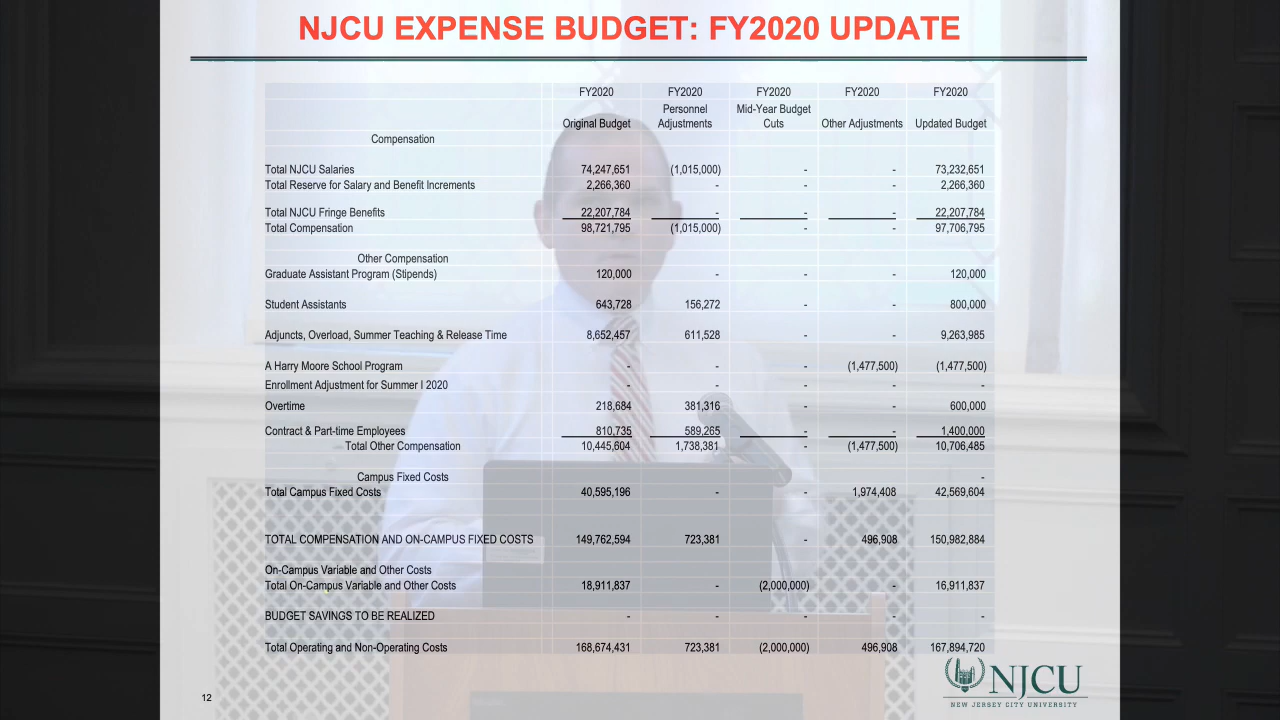 NJCU EXPENSE BUDGET: FY2020 UPDATE
FY2020 FY2020 FY2020 FY2020 FY2020
Original Budget Personnel Adjustments Mid-Year Budget Cuts Other Adjustments Updated Budget
Compensation
Total NJCU Salaries 74,247,651 (1,015,000) - - 73,232,651
Total Reserve for Salary and Benefit Increments 2,266,360 - - - 2,266,360
Total NJCU Fringe Benefits 22,207,784 - - - 22,207,784
Total Compensation 98,721,795 (1,015,000) - - 97,706,795
Other Compensation
Graduate Assistant Program (Stipends) 120,000 - - - 120,000
Student Assistants 643,728 156,272 - - 800,000
Adjuncts, Overload, Summer Teaching & Release Time 8,652,457 611,528 - - 9,263,985
A Harry Moore School Program - - - (1,477,500) (1,477,500)
Enrollment Adjustment for Summer I 2020 - - - - -
Overtime 218,684 381,316 - - 600,000
Contract & Part-time Employees 810,735 589,265 - - 1,400,000
Total Other Compensation 10,445,604 1,738,381 - (1,477,500) 10,706,485
Campus Fixed Costs -
Total Campus Fixed Costs 40,595,196 - - 1,974,408 42,569,604
TOTAL COMPENSATION AND ON-CAMPUS FIXED COSTS 149,762,594 723,381 - 496,908 150,982,884
On-Campus Variable and Other Costs
Total On-Campus Variable and Other Costs 18,911,837 - (2,000,000) - 16,911,837
BUDGET SAVINGS TO BE REALIZED - - - - -
Total Operating and Non-Operating Costs 168,674,431 723,381 (2,000,000) 496,908 167,894,720
12
NJCU
NEW JERSEY CITY UNIVERSITY